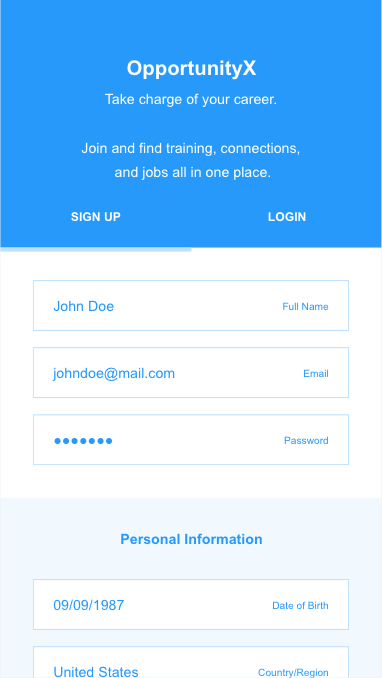 OpportunityX
Take charge of your career.
Join and find training, connections,
and jobs all in one place.
SIGN UP LOGIN
John Doe Full Name
johndoe@mail.com Email
●●●●●●● Password
Personal Information
09/09/1987 Date of Birth
United States Country/Region